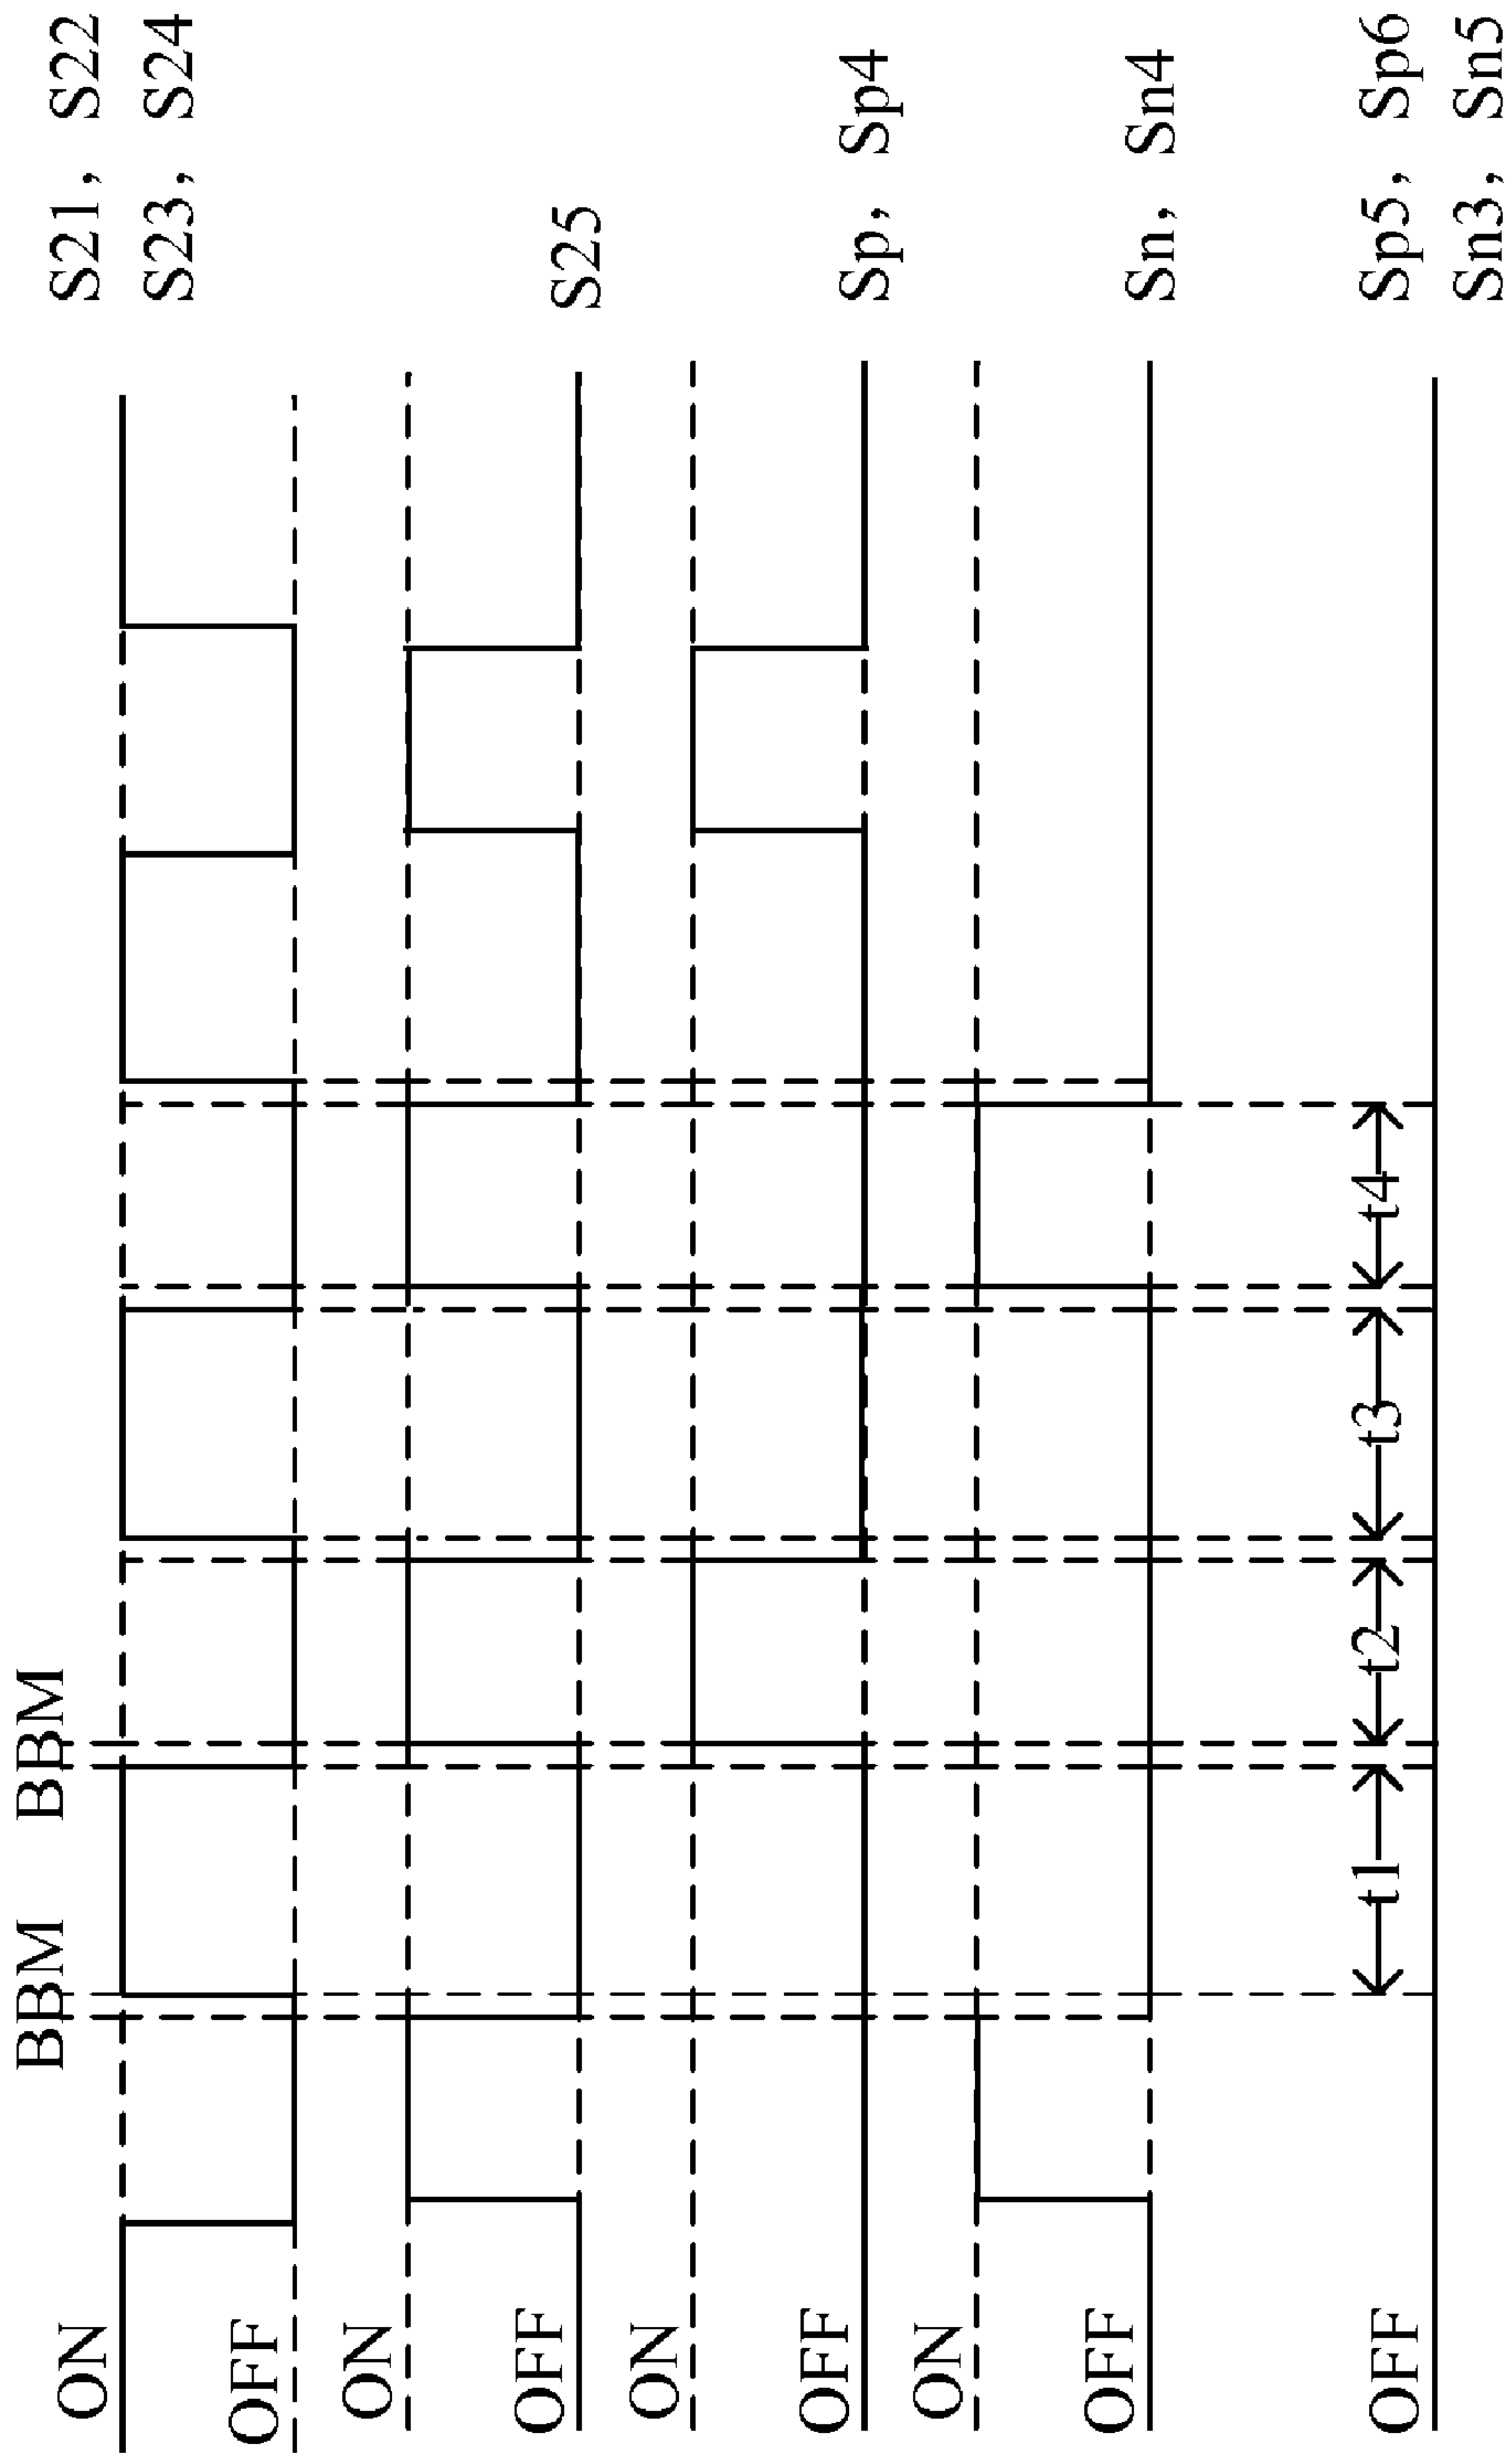 BBM BBM
ON
OFF
S21, S22
S23, S24
ON
OFF
S25
ON
OFF
Sp, Sp4
ON
OFF
Sn, Sn4
t1 t2 t3 t4
OFF
Sp5, Sp6
Sn3, Sn5